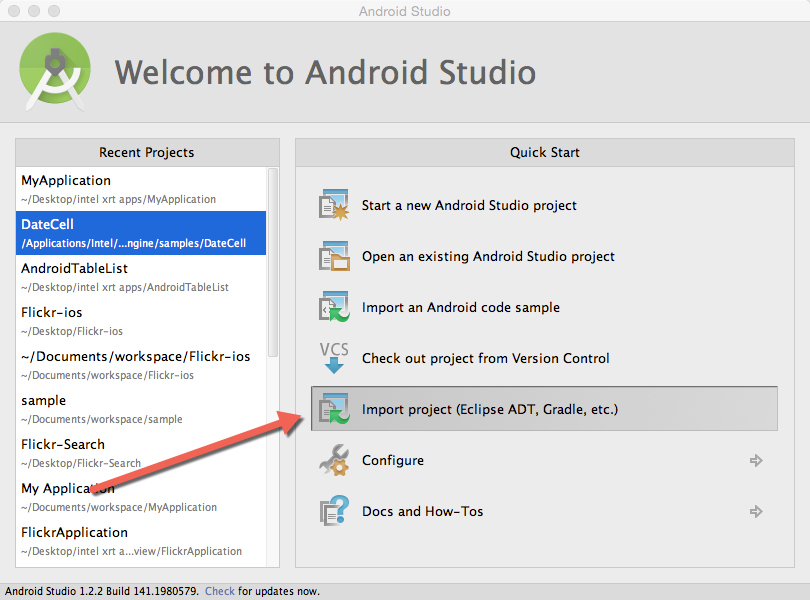 Android Studio
Welcome to Android Studio
Recent Projects
MyApplication
~/Desktop/intel xrt apps/MyApplication
DateCell
/Applications/Intel/...ngine/samples/DateCell
AndroidTableList
~/Desktop/intel xrt apps/AndroidTableList
Flickr-ios
~/Desktop/Flickr-ios
~/Documents/workspace/Flickr-ios
~/Documents/workspace/Flickr-ios
sample
~/Documents/workspace/sample
Flickr-Search
~/Desktop/Flickr-Search
My Application
~/Documents/workspace/MyApplication
FlickrApplication
~/Desktop/intel xrt a...view/FlickrApplication
Quick Start
Start a new Android Studio project
Open an existing Android Studio project
Import an Android code sample
VCS
Check out project from Version Control
Import project (Eclipse ADT, Gradle, etc.)
Configure
Docs and How-Tos
Android Studio 1.2.2 Build 141.1980579. Check for updates now.